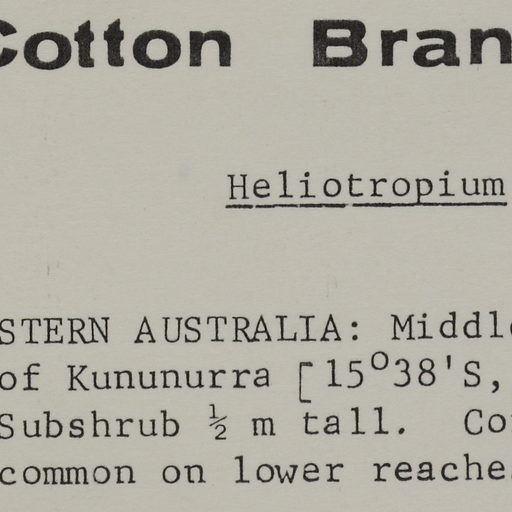 Cotton Bran
Heliotropium
STERN AUSTRALIA: Middl
of Kununurra [15°38'S,
Subshrub ½ m tall. Co
common on lower reache